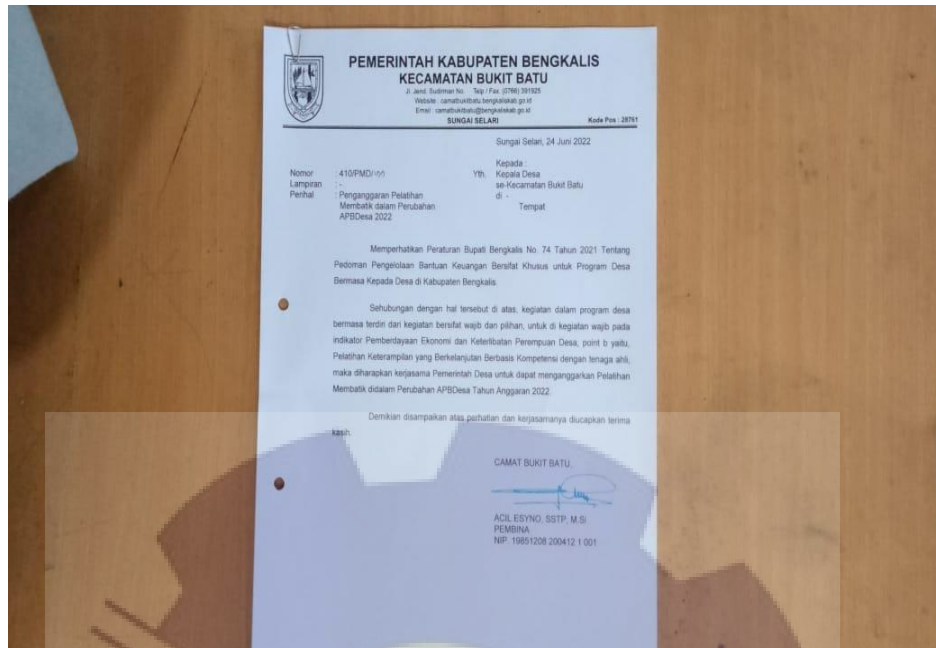 PEMERINTAH KABUPATEN BENGKALIS
KECAMATAN BUKIT BATU
Jl. Jend. Sudirman No. Telp / Fax. (0766) 391925
Website : camatbukitbatu.bengkaliskab.go.id
Email : camatbukitbatu@bengkaliskab.go.id
SUNGAI SELARI Kode Pos : 28761
Sungai Selari, 24 Juni 2022
Kepada :
Nomor : 410/PMD/ Yth. Kepala Desa
Lampiran : - se-Kecamatan Bukit Batu
Perihal : Penganggaran Pelatihan di -
Membatik dalam Perubahan Tempat
APBDesa 2022
Memperhatikan Peraturan Bupati Bengkalis No. 74 Tahun 2021 Tentang
Pedoman Pengelolaan Bantuan Keuangan Bersifat Khusus untuk Program Desa
Bermasa Kepada Desa di Kabupaten Bengkalis.
Sehubungan dengan hal tersebut di atas, kegiatan dalam program desa
bermasa terdiri dari kegiatan bersifat wajib dan pilihan, untuk di kegiatan wajib pada
indikator Pemberdayaan Ekonomi dan Keterlibatan Perempuan Desa, point b yaitu,
Pelatihan Keterampilan yang Berkelanjutan Berbasis Kompetensi dengan tenaga ahli,
maka diharapkan kerjasama Pemerintah Desa untuk dapat menganggarkan Pelatihan
Membatik didalam Perubahan APBDesa Tahun Anggaran 2022.
Demikian disampaikan atas perhatian dan kerjasamanya diucapkan terima
kasih.
CAMAT BUKIT BATU,
ACIL ESYNO, SSTP, M.Si
PEMBINA
NIP. 19851208 200412 1 001